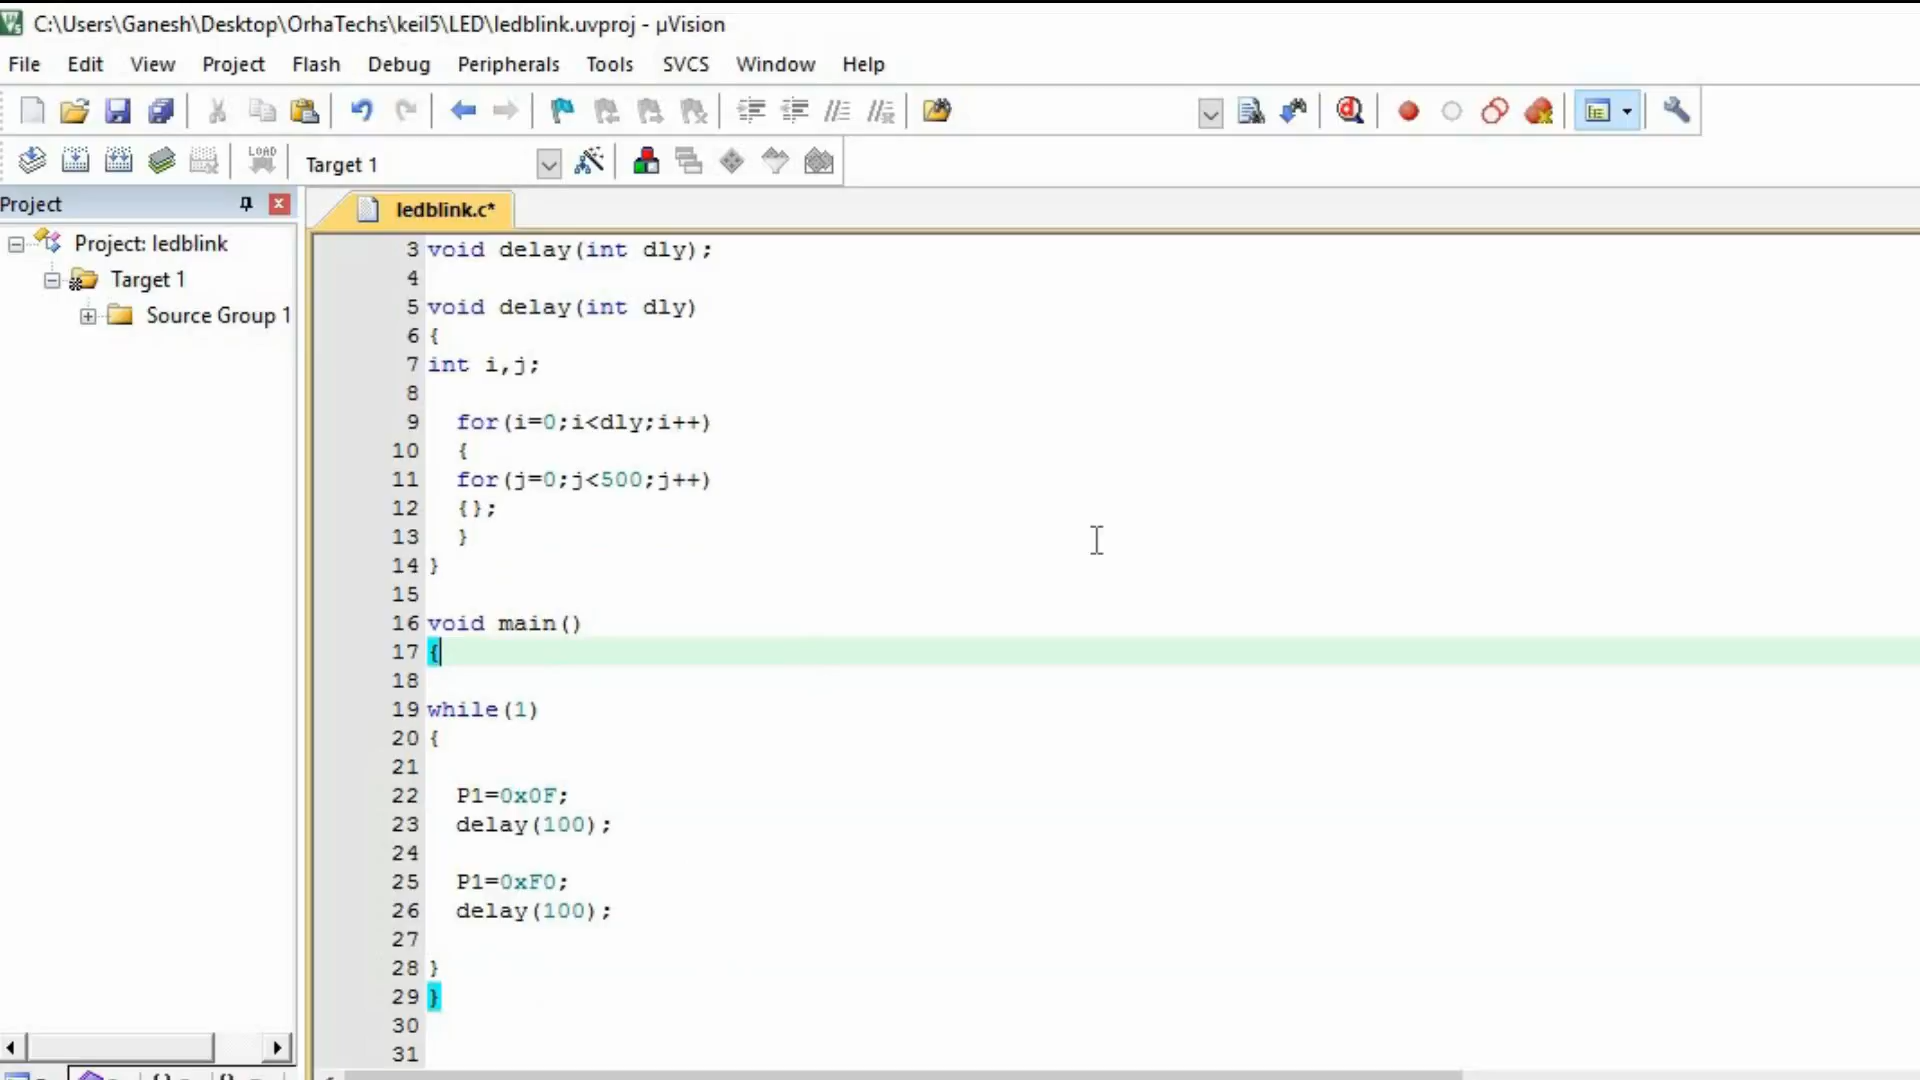 C:\Users\Ganesh\Desktop\OrhaTechs\keil5\LED\ledblink.uvproj - µVision
File Edit View Project Flash Debug Peripherals Tools SVCS Window Help
LOAD Target 1
Project
ledblink.c*
Project: ledblink
Target 1
Source Group 1
3 void delay(int dly);
4
5 void delay(int dly)
6 {
7 int i,j;
8
9 for(i=0;i<dly;i++)
10 {
11 for(j=0;j<500;j++)
12 {};
13 }
14 }
15
16 void main()
17 {
18
19 while(1)
20 {
21
22 P1=0x0F;
23 delay(100);
24
25 P1=0xF0;
26 delay(100);
27
28 }
29 }
30
31